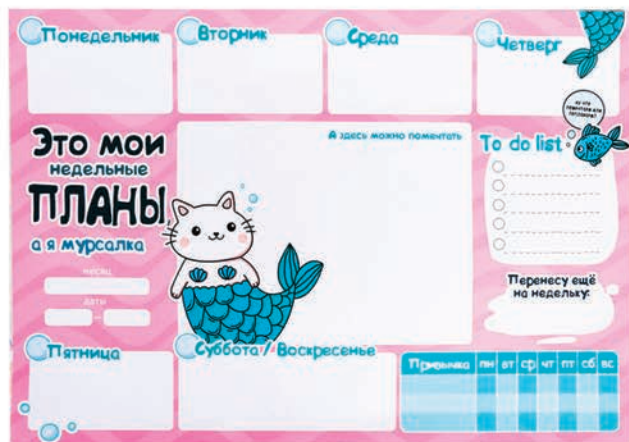 Понедельник
Вторник
Среда
Четверг
Это мои
недельные
ПЛАНЫ,
а я мурсалка
месяц
даты
А здесь можно помечтать
To do list
Перенесу ещё
на недельку:
Пятница
Суббота / Воскресенье
Привычка пн вт ср чт пт сб вс